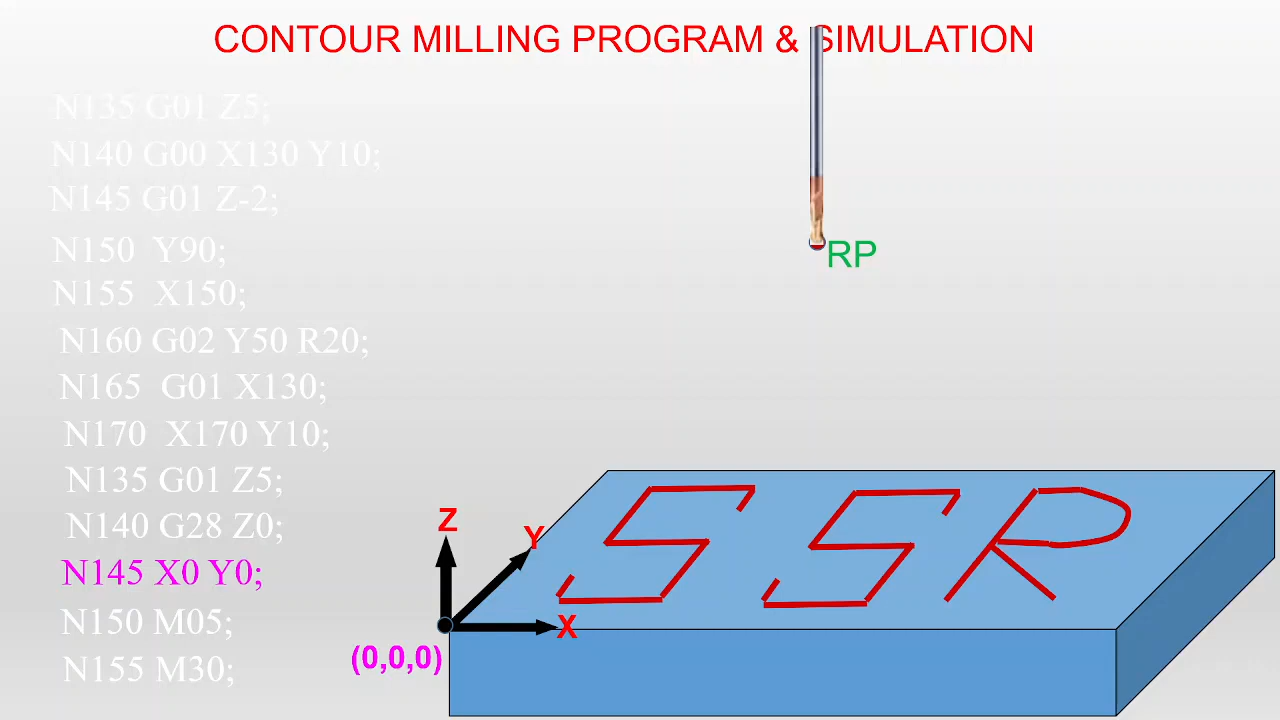 CONTOUR MILLING PROGRAM & SIMULATION
N135 G01 Z5;
N140 G00 X130 Y10;
N145 G01 Z-2;
N150 Y90;
N155 X150;
N160 G02 Y50 R20;
N165 G01 X130;
N170 X170 Y10;
N135 G01 Z5;
N140 G28 Z0;
N145 X0 Y0;
N150 M05;
N155 M30;
RP
Z
Y
X
(0,0,0)
S S R